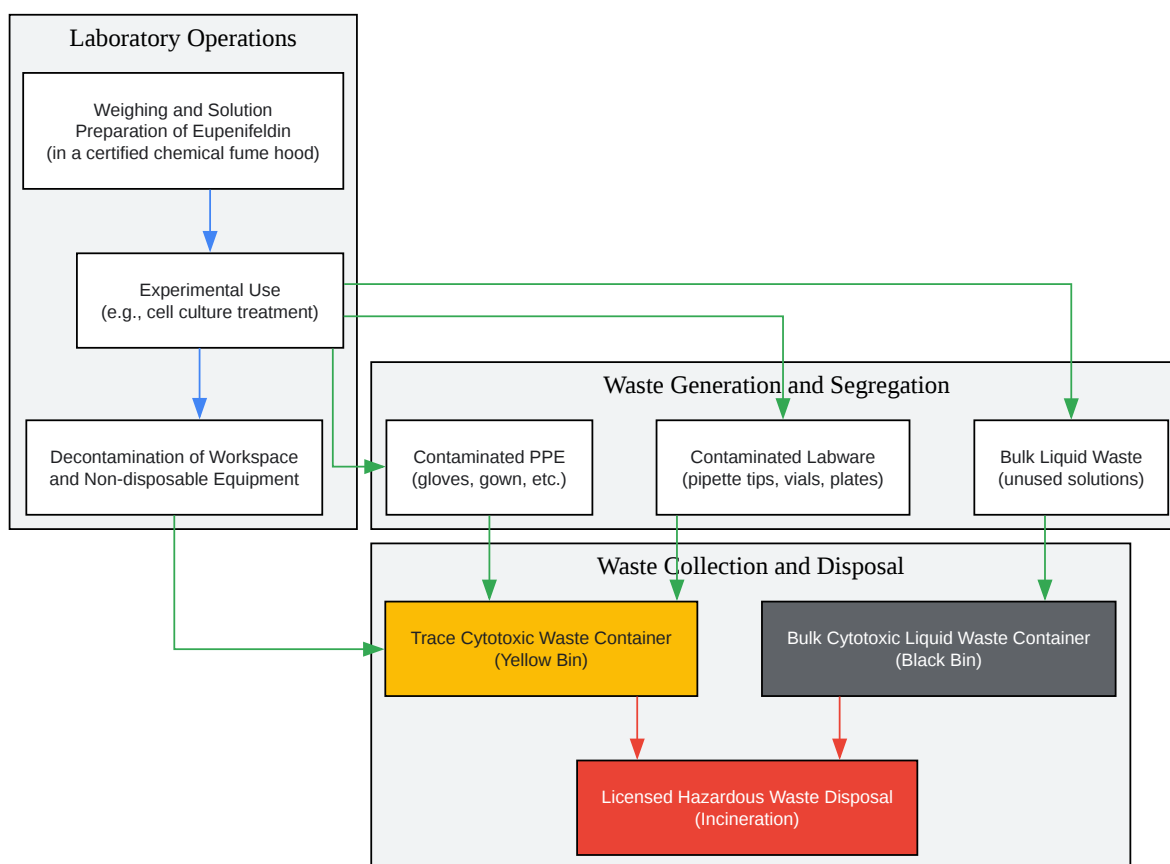 Laboratory Operations
Weighing and Solution
Preparation of Eupenifeldin
(in a certified chemical fume hood)
Experimental Use
(e.g., cell culture treatment)
Decontamination of Workspace
and Non-disposable Equipment
Waste Generation and Segregation
Contaminated PPE
(gloves, gown, etc.)
Contaminated Labware
(pipette tips, vials, plates)
Bulk Liquid Waste
(unused solutions)
Waste Collection and Disposal
Trace Cytotoxic Waste Container
(Yellow Bin)
Bulk Cytotoxic Liquid Waste Container
(Black Bin)
Licensed Hazardous Waste Disposal
(Incineration)